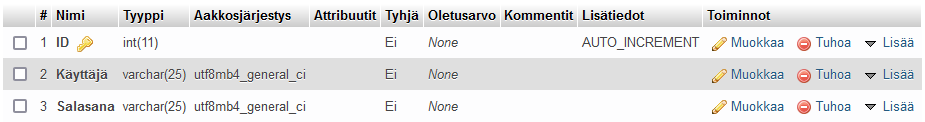 # Nimi Tyyppi Aakkosjärjestys Attribuutit Tyhjä Oletusarvo Kommentit Lisätiedot Toiminnot
1 ID int(11) Ei None AUTO_INCREMENT Muokkaa Tuhoa Lisää
2 Käyttäjä varchar(25) utf8mb4_general_ci Ei None Muokkaa Tuhoa Lisää
3 Salasana varchar(25) utf8mb4_general_ci Ei None Muokkaa Tuhoa Lisää